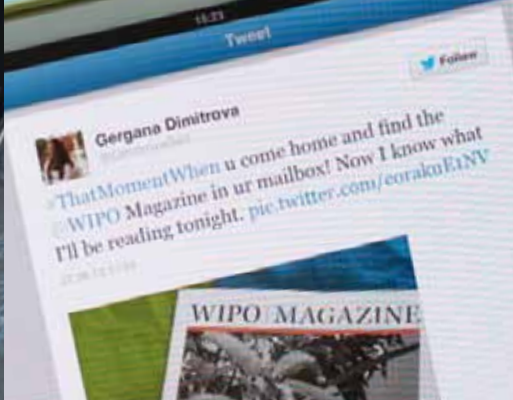 Tweet
Follow
Gergana Dimitrova
#ThatMomentWhen u come home and find the
@WIPO Magazine in ur mailbox! Now I know what
I'll be reading tonight. pic.twitter.com/eorakuE1NV
WIPO MAGAZINE